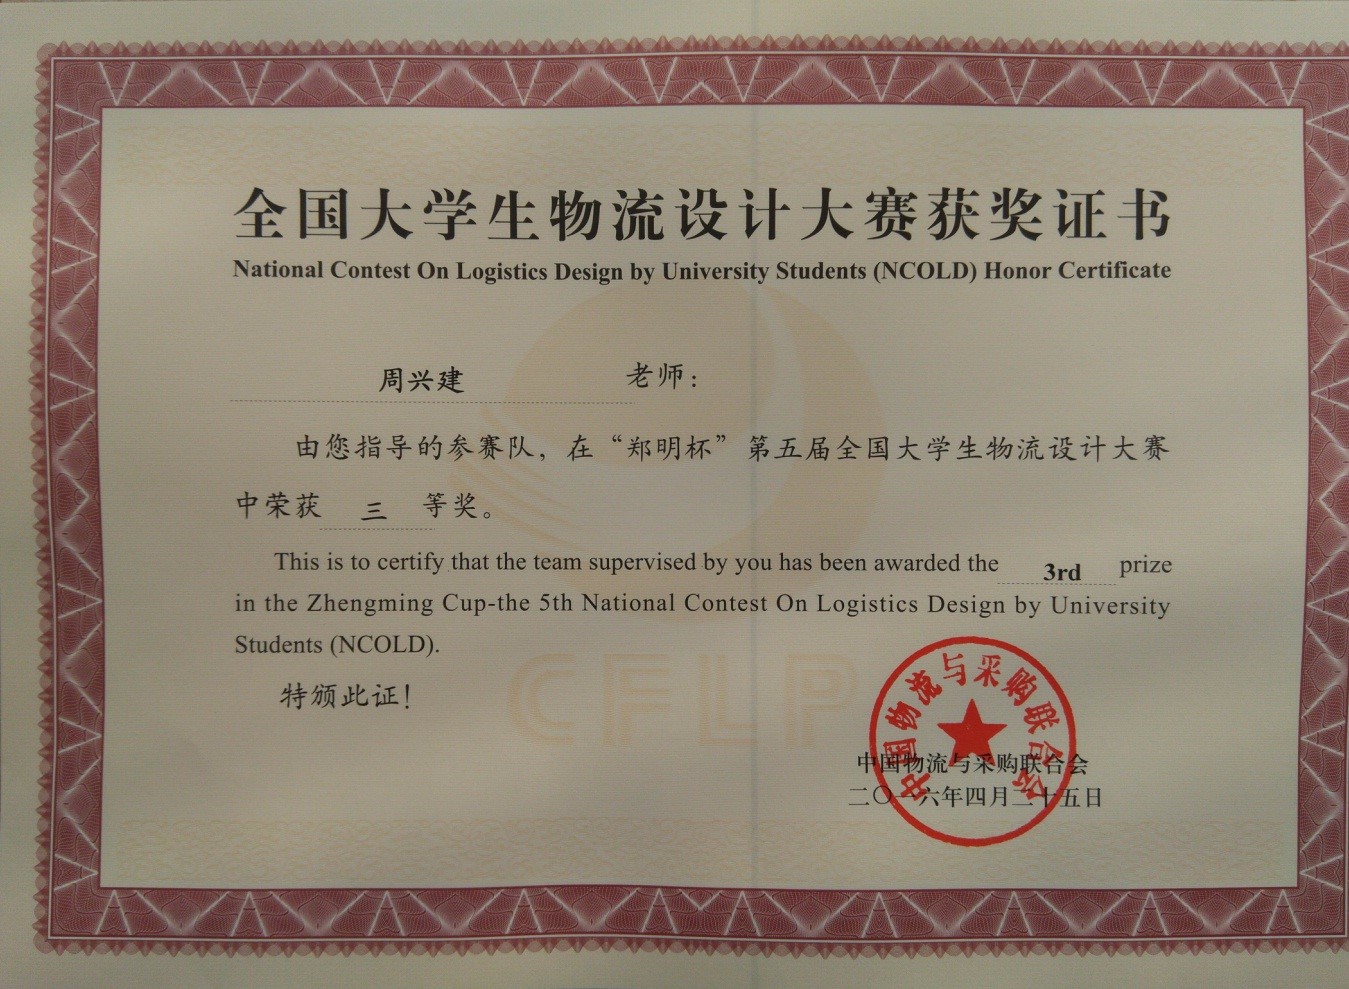 全国大学生物流设计大赛获奖证书
National Contest On Logistics Design by University Students (NCOLD) Honor Certificate
周兴建 老师：
由您指导的参赛队，在“郑明杯”第五届全国大学生物流设计大赛
中荣获 三 等奖。
This is to certify that the team supervised by you has been awarded the 3rd prize
in the Zhengming Cup-the 5th National Contest On Logistics Design by University
Students (NCOLD).
特颁此证！
CFLP
中国物流与采购联合会
中国物流与采购联合会
二〇一六年四月二十五日